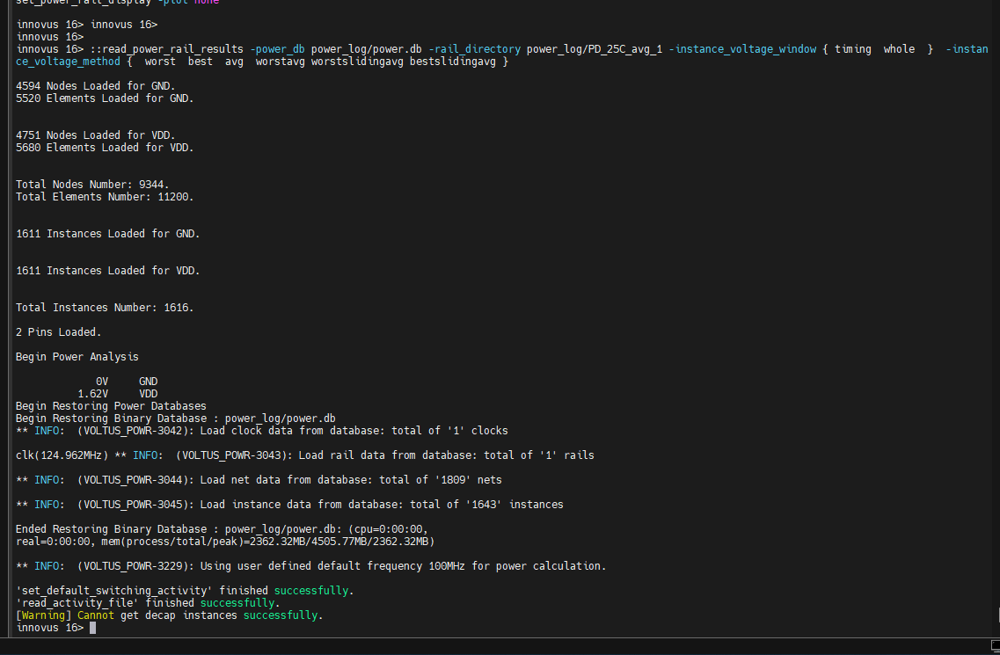 set_power_rail_display -plot none
innovus 16> innovus 16>
innovus 16>
innovus 16> ::read_power_rail_results -power_db power_log/power.db -rail_directory power_log/PD_25C_avg_1 -instance_voltage_window { timing  whole  }  -instan
ce_voltage_method {  worst  best  avg  worstavg worstslidingavg bestslidingavg }
4594 Nodes Loaded for GND.
5520 Elements Loaded for GND.
4751 Nodes Loaded for VDD.
5680 Elements Loaded for VDD.
Total Nodes Number: 9344.
Total Elements Number: 11200.
1611 Instances Loaded for GND.
1611 Instances Loaded for VDD.
Total Instances Number: 1616.
2 Pins Loaded.
Begin Power Analysis
0V     GND
1.62V     VDD
Begin Restoring Power Databases
Begin Restoring Binary Database : power_log/power.db
** INFO:  (VOLTUS_POWR-3042): Load clock data from database: total of '1' clocks
clk(124.962MHz) ** INFO:  (VOLTUS_POWR-3043): Load rail data from database: total of '1' rails
** INFO:  (VOLTUS_POWR-3044): Load net data from database: total of '1809' nets
** INFO:  (VOLTUS_POWR-3045): Load instance data from database: total of '1643' instances
Ended Restoring Binary Database : power_log/power.db: (cpu=0:00:00,
real=0:00:00, mem(process/total/peak)=2362.32MB/4505.77MB/2362.32MB)
** INFO:  (VOLTUS_POWR-3229): Using user defined default frequency 100MHz for power calculation.
'set_default_switching_activity' finished successfully.
'read_activity_file' finished successfully.
[Warning] Cannot get decap instances successfully.
innovus 16>